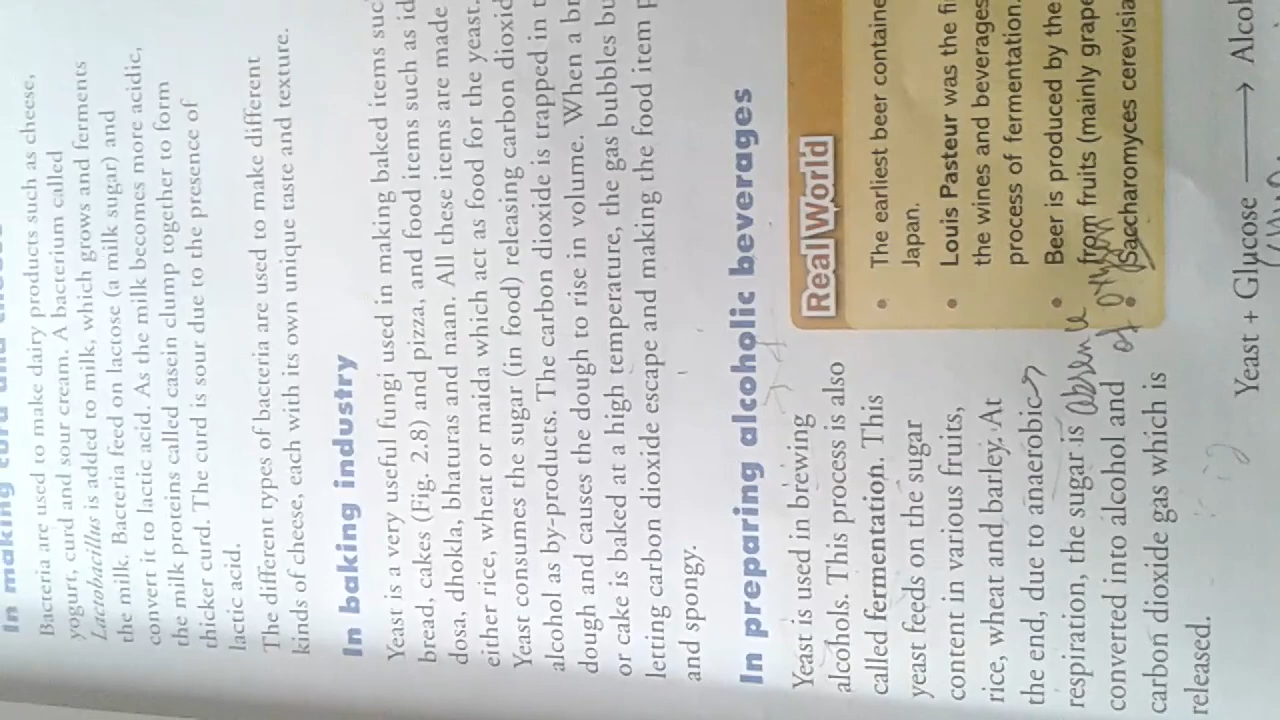 In making curd and
Bacteria are used to make dairy products such as cheese,
yogurt, curd and sour cream. A bacterium called
Lactobacillus is added to milk, which grows and ferments
the milk. Bacteria feed on lactose (a milk sugar) and
convert it to lactic acid. As the milk becomes more acidic,
the milk proteins called casein clump together to form
thicker curd. The curd is sour due to the presence of
lactic acid.
The different types of bacteria are used to make different
kinds of cheese, each with its own unique taste and texture.
In baking industry
Yeast is a very useful fungi used in making baked items suc
bread, cakes (Fig. 2.8) and pizza, and food items such as id
dosa, dhokla, bhaturas and naan. All these items are made
either rice, wheat or maida which act as food for the yeast.
Yeast consumes the sugar (in food) releasing carbon dioxid
alcohol as by-products. The carbon dioxide is trapped in t
dough and causes the dough to rise in volume. When a br
or cake is baked at a high temperature, the gas bubbles bu
letting carbon dioxide escape and making the food item p
and spongy.
In preparing alcoholic beverages
Yeast is used in brewing
alcohols. This process is also
called fermentation. This
yeast feeds on the sugar
content in various fruits,
rice, wheat and barley. At
the end, due to anaerobic
respiration, the sugar is
converted into alcohol and
carbon dioxide gas which is
released.
absence
of oxygen
Real World
• The earliest beer containe
Japan.
• Louis Pasteur was the fi
the wines and beverages
process of fermentation.
• Beer is produced by the
from fruits (mainly grape
• Saccharomyces cerevisia
Yeast + Glucose ⟶ Alcoh